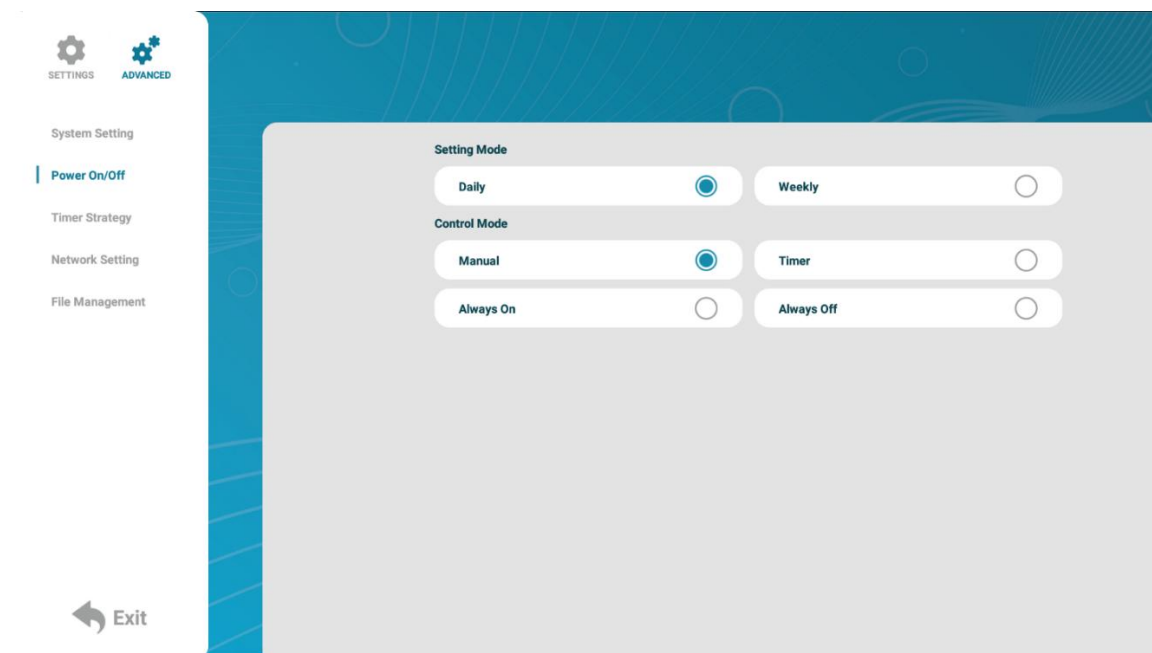 SETTINGS
ADVANCED
System Setting
Power On/Off
Timer Strategy
Network Setting
File Management
Exit
Setting Mode
Daily
Weekly
Control Mode
Manual
Timer
Always On
Always Off